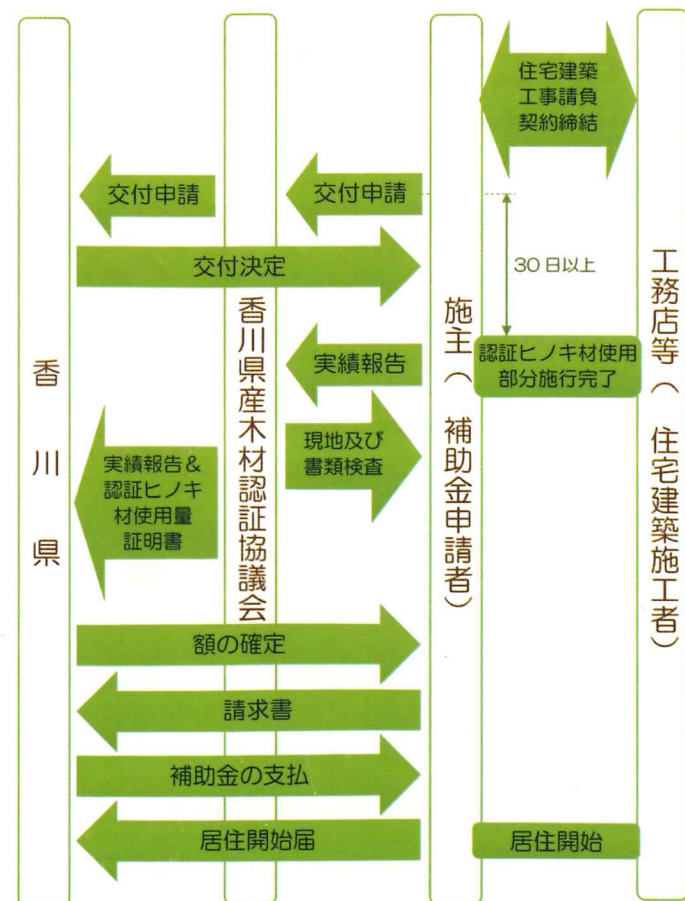 住宅建築
工事請負
契約締結
交付申請
交付申請
交付決定
30日以上
香川県
香川県産木材認証協議会
施主（補助金申請者）
工務店等（住宅建築施工者）
実績報告
認証ヒノキ材使用
部分施行完了
現地及び
書類検査
実績報告＆
認証ヒノキ
材使用量
証明書
額の確定
請求書
補助金の支払
居住開始届
居住開始